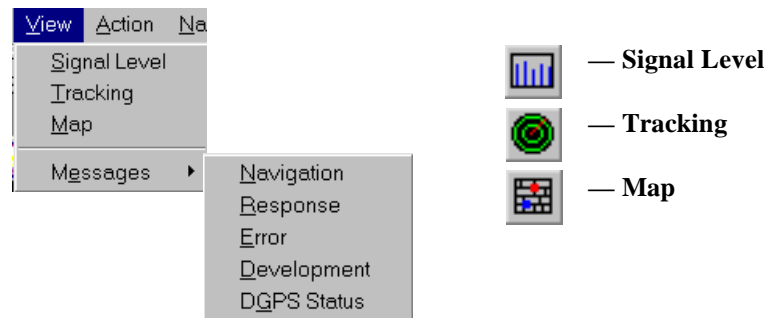 View Action Na
Signal Level
Tracking
Map
Messages
Navigation
Response
Error
Development
DGPS Status
— Signal Level
— Tracking
— Map